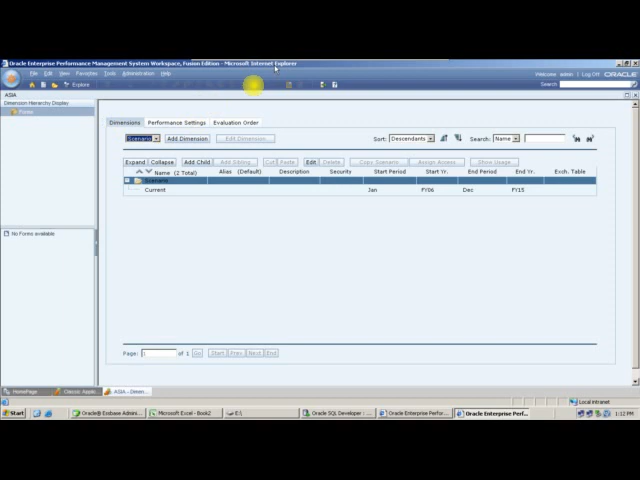 Oracle Enterprise Performance Management System Workspace, Fusion Edition - Microsoft Internet Explorer
File Edit View Favorites Tools Administration Help
Welcome admin | Log Off ORACLE
Explore
Search
ASIA
Dimension Hierarchy Display
Forms
Dimensions Performance Settings Evaluation Order
Scenario Add Dimension Edit Dimension Sort: Descendants Search: Name
Expand Collapse Add Child Add Sibling Cut Paste Edit Delete Copy Scenario Assign Access Show Usage
Name (2 Total) Alias (Default) Description Security Start Period Start Yr. End Period End Yr. Exch. Table
Scenario
Current Jan FY06 Dec FY15
No Forms available
Page: 1 of 1 Go Start Prev Next End
HomePage Classic Applic ASIA - Dimen...
Local intranet
Start Oracle® Essbase Admini... Microsoft Excel - Book2 E:\ Oracle SQL Developer : ... Oracle Enterprise Perfor... Oracle Enterprise Perf... 1:12 PM